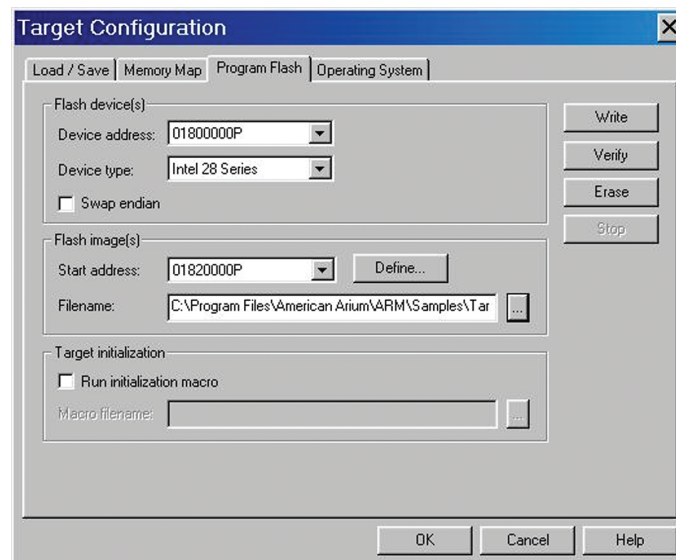 Target Configuration
Load / Save Memory Map Program Flash Operating System
Flash device(s)
Device address: 01800000P
Device type: Intel 28 Series
Swap endian
Write
Verify
Erase
Stop
Flash image(s)
Start address: 01820000P Define...
Filename: C:\Program Files\American Arium\ARM\Samples\Tar ...
Target initialization
Run initialization macro
Macro filename: ...
OK Cancel Help